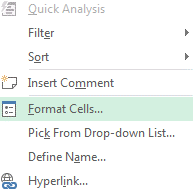 Quick Analysis
Filter
Sort
Insert Comment
Format Cells...
Pick From Drop-down List...
Define Name...
Hyperlink...